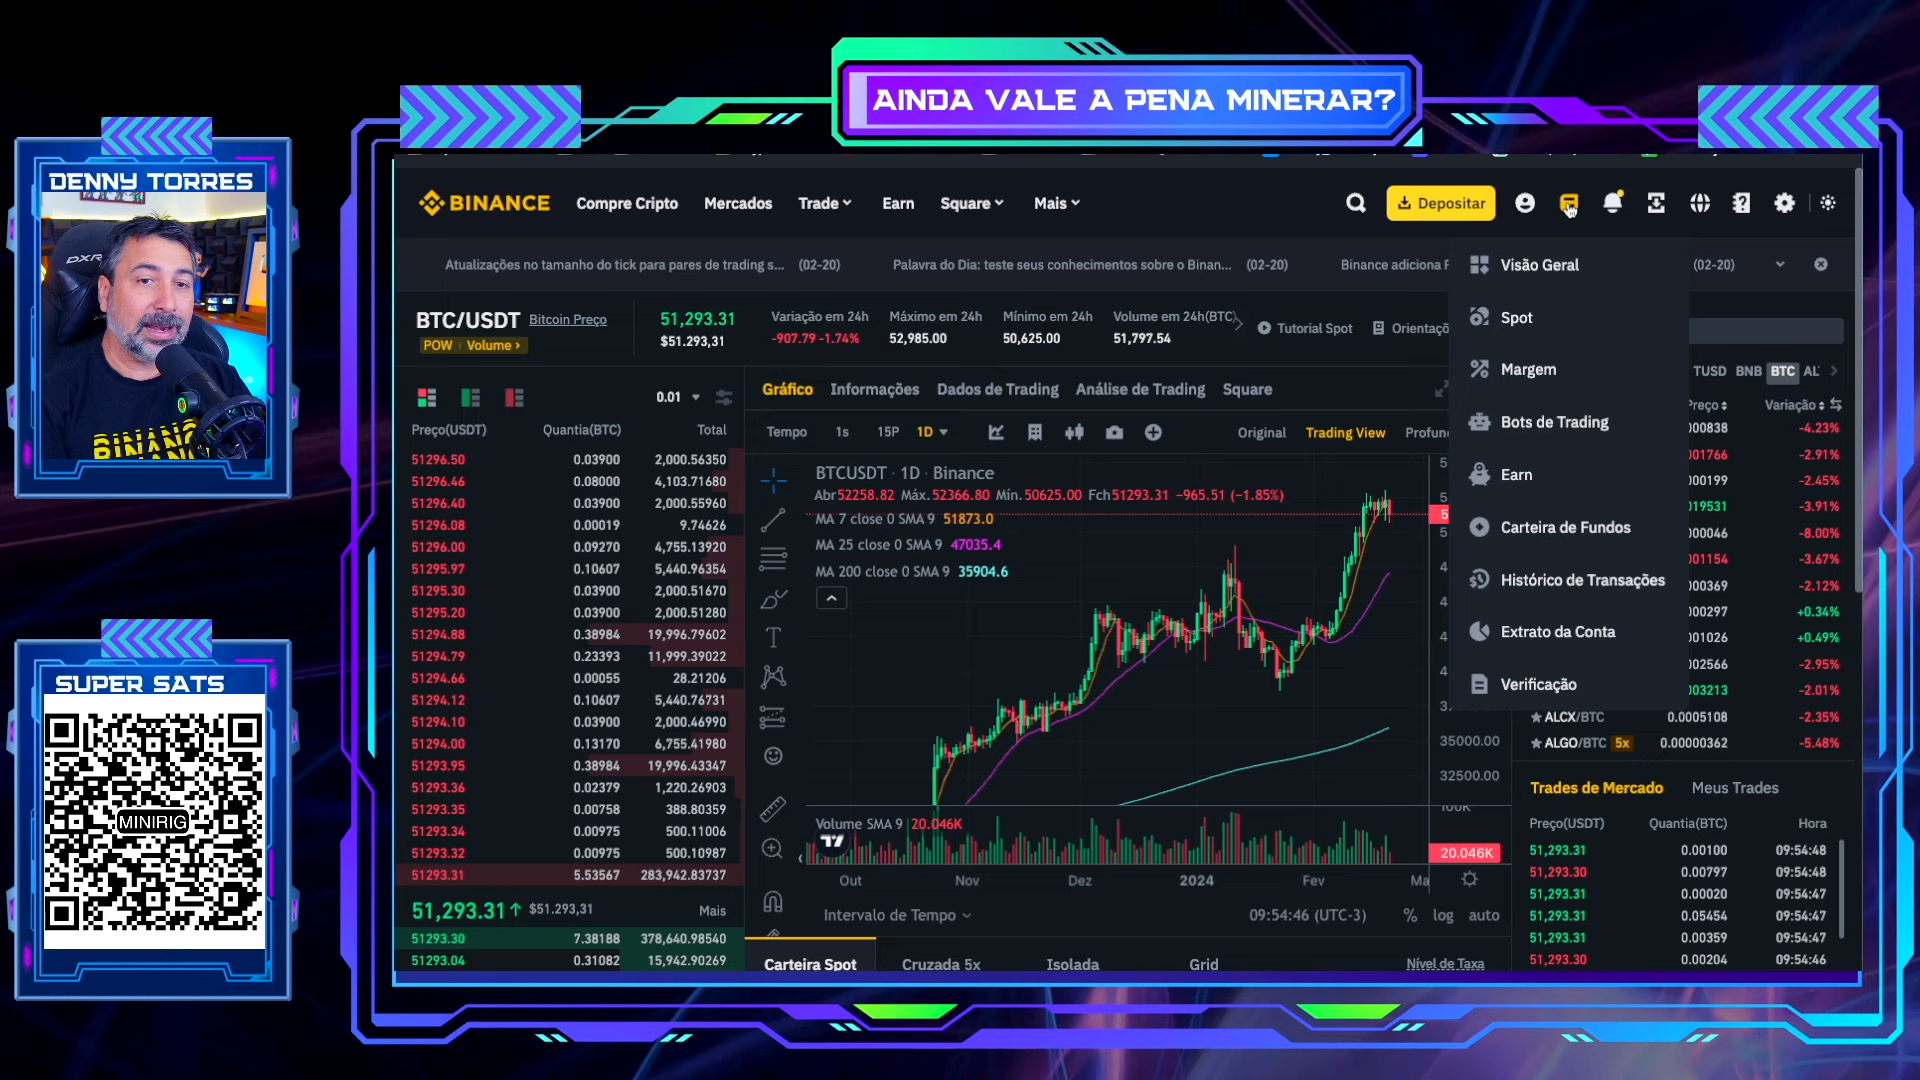 AINDA VALE A PENA MINERAR?
DENNY TORRES
DXR
BINANC
SUPER SATS
MINIRIG
BINANCE
Compre Cripto
Mercados
Trade
Earn
Square
Mais
Depositar
Atualizações no tamanho do tick para pares de trading s... (02-20)
Palavra do Dia: teste seus conhecimentos sobre o Binan... (02-20)
Binance adiciona F
(02-20)
BTC/USDT
Bitcoin Preço
POW Volume
51,293.31
$51.293,31
Variação em 24h
-907.79 -1.74%
Máximo em 24h
52,985.00
Mínimo em 24h
50,625.00
Volume em 24h(BTC)
51,797.54
Tutorial Spot
Orientaçõ
Visão Geral
Spot
Margem
Bots de Trading
Earn
Carteira de Fundos
Histórico de Transações
Extrato da Conta
Verificação
0.01
Preço(USDT) Quantia(BTC) Total
51296.50 0.03900 2,000.56350
51296.46 0.08000 4,103.71680
51296.40 0.03900 2,000.55960
51296.08 0.00019 9.74626
51296.00 0.09270 4,755.13920
51295.97 0.10607 5,440.96354
51295.30 0.03900 2,000.51670
51295.20 0.03900 2,000.51280
51294.88 0.38984 19,996.79602
51294.79 0.23393 11,999.39022
51294.66 0.00055 28.21206
51294.12 0.10607 5,440.76731
51294.10 0.03900 2,000.46990
51294.00 0.13170 6,755.41980
51293.95 0.38984 19,996.43347
51293.36 0.02379 1,220.26903
51293.35 0.00758 388.80359
51293.34 0.00975 500.11006
51293.32 0.00975 500.10987
51293.31 5.53567 283,942.83737
51,293.31 $51.293,31 Mais
51293.30 7.38188 378,640.98540
51293.04 0.31082 15,942.90269
Gráfico Informações Dados de Trading Análise de Trading Square
Tempo 1s 15P 1D
Original Trading View Profun
BTCUSDT · 1D · Binance
Abr52258.82 Máx.52366.80 Mín.50625.00 Fch51293.31 −965.51 (−1.85%)
MA 7 close 0 SMA 9 51873.0
MA 25 close 0 SMA 9 47035.4
MA 200 close 0 SMA 9 35904.6
35000.00
32500.00
Volume SMA 9 20.046K
100K
20.046K
Out Nov Dez 2024 Fev Ma
Intervalo de Tempo
09:54:46 (UTC-3) % log auto
Carteira Spot Cruzada 5x Isolada Grid Nível de Taxa
TUSD BNB BTC AL
Preço Variação
000838 -4.23%
001766 -2.91%
000199 -2.45%
019531 -3.91%
000046 -8.00%
001154 -3.67%
000369 -2.12%
000297 +0.34%
001026 +0.49%
002566 -2.95%
003213 -2.01%
ALCX/BTC 0.0005108 -2.35%
ALGO/BTC 5x 0.00000362 -5.48%
Trades de Mercado Meus Trades
Preço(USDT) Quantia(BTC) Hora
51,293.31 0.00100 09:54:48
51,293.30 0.00797 09:54:48
51,293.31 0.00020 09:54:47
51,293.31 0.05454 09:54:47
51,293.31 0.00359 09:54:47
51,293.30 0.00204 09:54:46